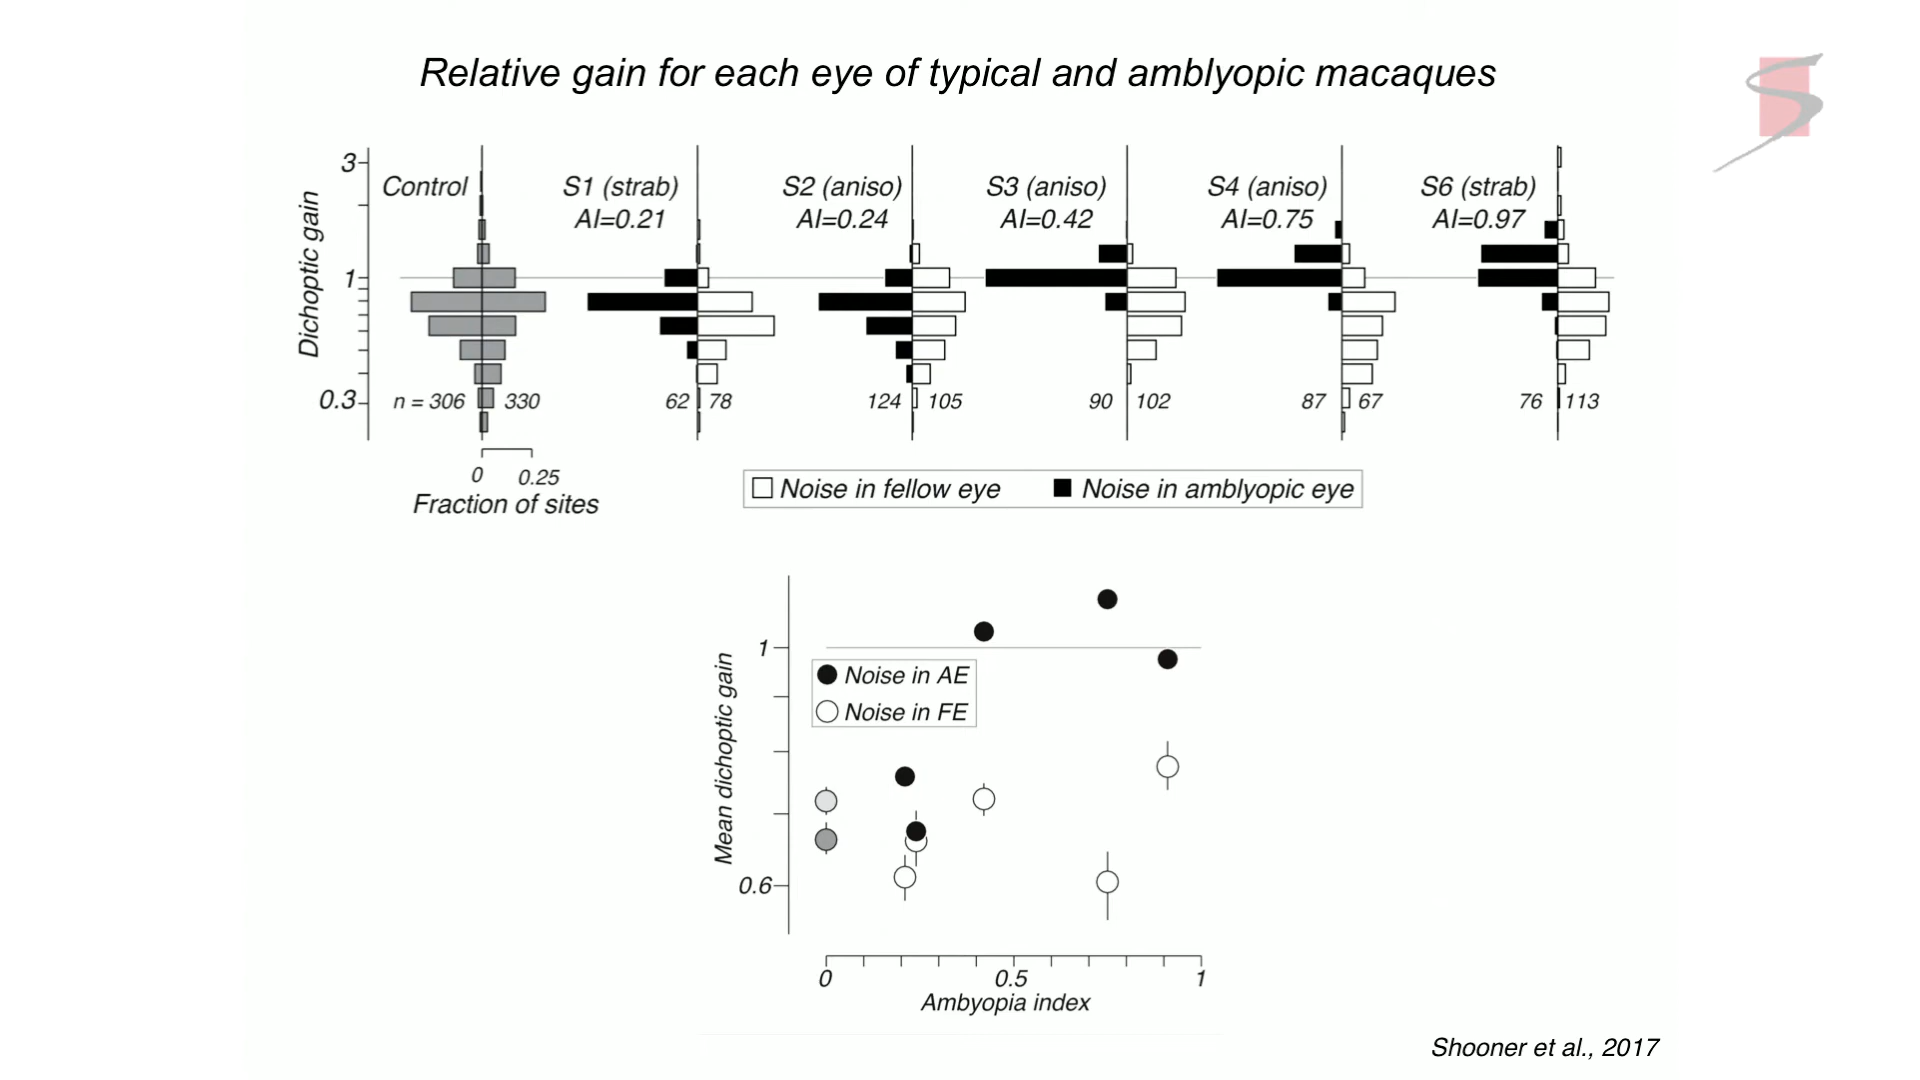 Relative gain for each eye of typical and amblyopic macaques
Dichoptic gain
3
1
0.3
Control
n = 306 330
S1 (strab)
AI=0.21
62 78
S2 (aniso)
AI=0.24
124 105
S3 (aniso)
AI=0.42
90 102
S4 (aniso)
AI=0.75
87 67
S6 (strab)
AI=0.97
76 113
0 0.25
Fraction of sites
Noise in fellow eye Noise in amblyopic eye
Mean dichoptic gain
1
0.6
Noise in AE
Noise in FE
0 0.5 1
Ambyopia index
Shooner et al., 2017